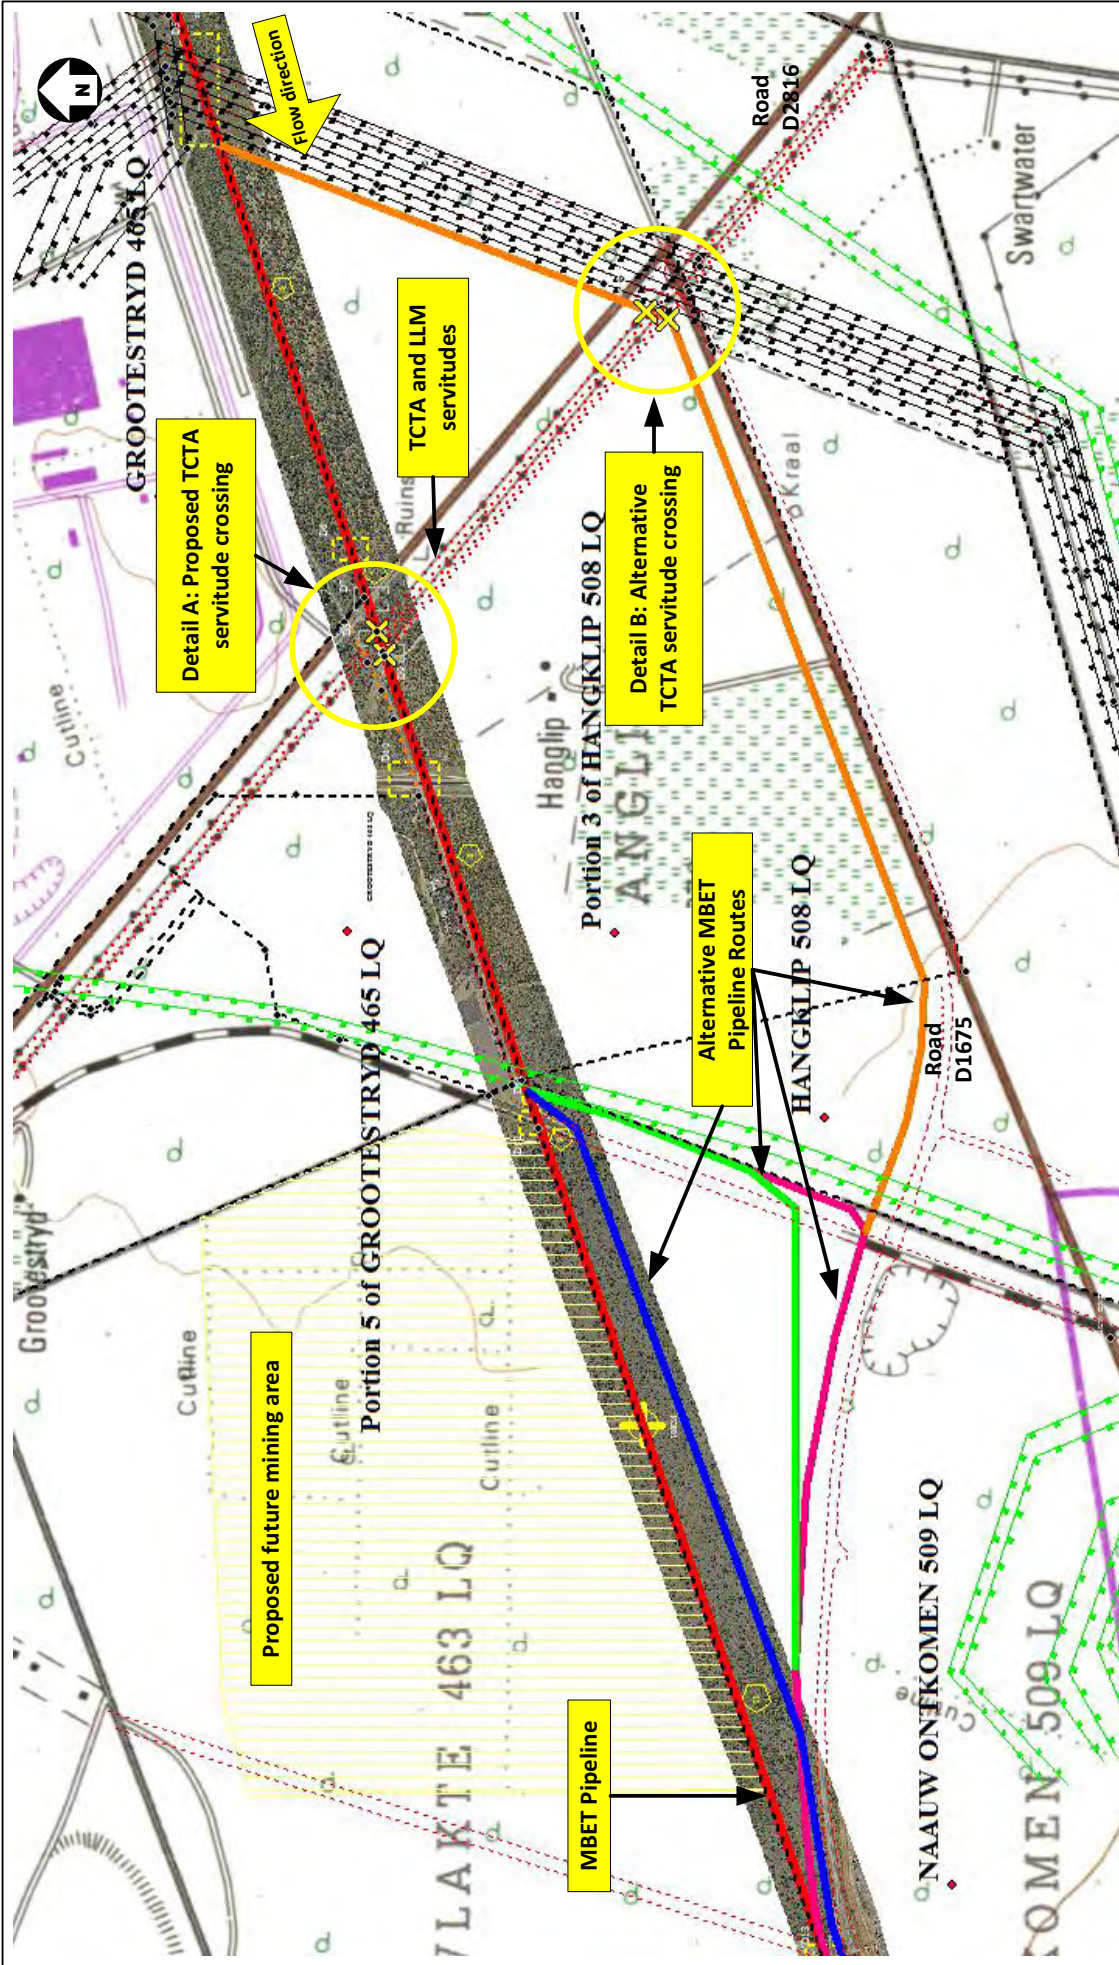 Grootestryd
Cutline
Proposed future mining area
Cutline
Cutline
VLAKTE 463 LQ
MBET Pipeline
Portion 5 of GROOTESTRYD 465 LQ
GROOTESTRYD 465 LQ
Cutline
Detail A: Proposed TCTA
servitude crossing
Flow direction
N
TCTA and LLM
servitudes
Ruins
Hanglip
Portion 3 of HANGKLIP 508 LQ
ANGLI
Detail B: Alternative
TCTA servitude crossing
Alternative MBET
Pipeline Routes
HANGKLIP 508 LQ
Kraal
Road
D2816
Swartwater
Road
D1675
NAAUW ONTKOMEN 509 LQ
KOMEN 509 LQ